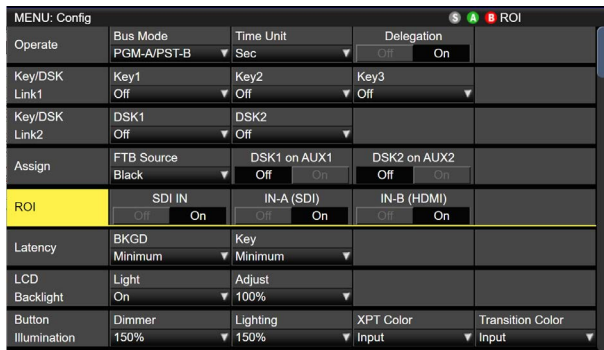 MENU: Config S A B ROI
Operate Bus Mode Time Unit Delegation
PGM-A/PST-B Sec Off On
Key/DSK Link1 Key1 Key2 Key3
Off Off Off
Key/DSK Link2 DSK1 DSK2
Off Off
Assign FTB Source DSK1 on AUX1 DSK2 on AUX2
Black Off On Off On
ROI SDI IN IN-A (SDI) IN-B (HDMI)
Off On Off On Off On
Latency BKGD Key
Minimum Minimum
LCD Backlight Light Adjust
On 100%
Button Illumination Dimmer Lighting XPT Color Transition Color
150% 150% Input Input